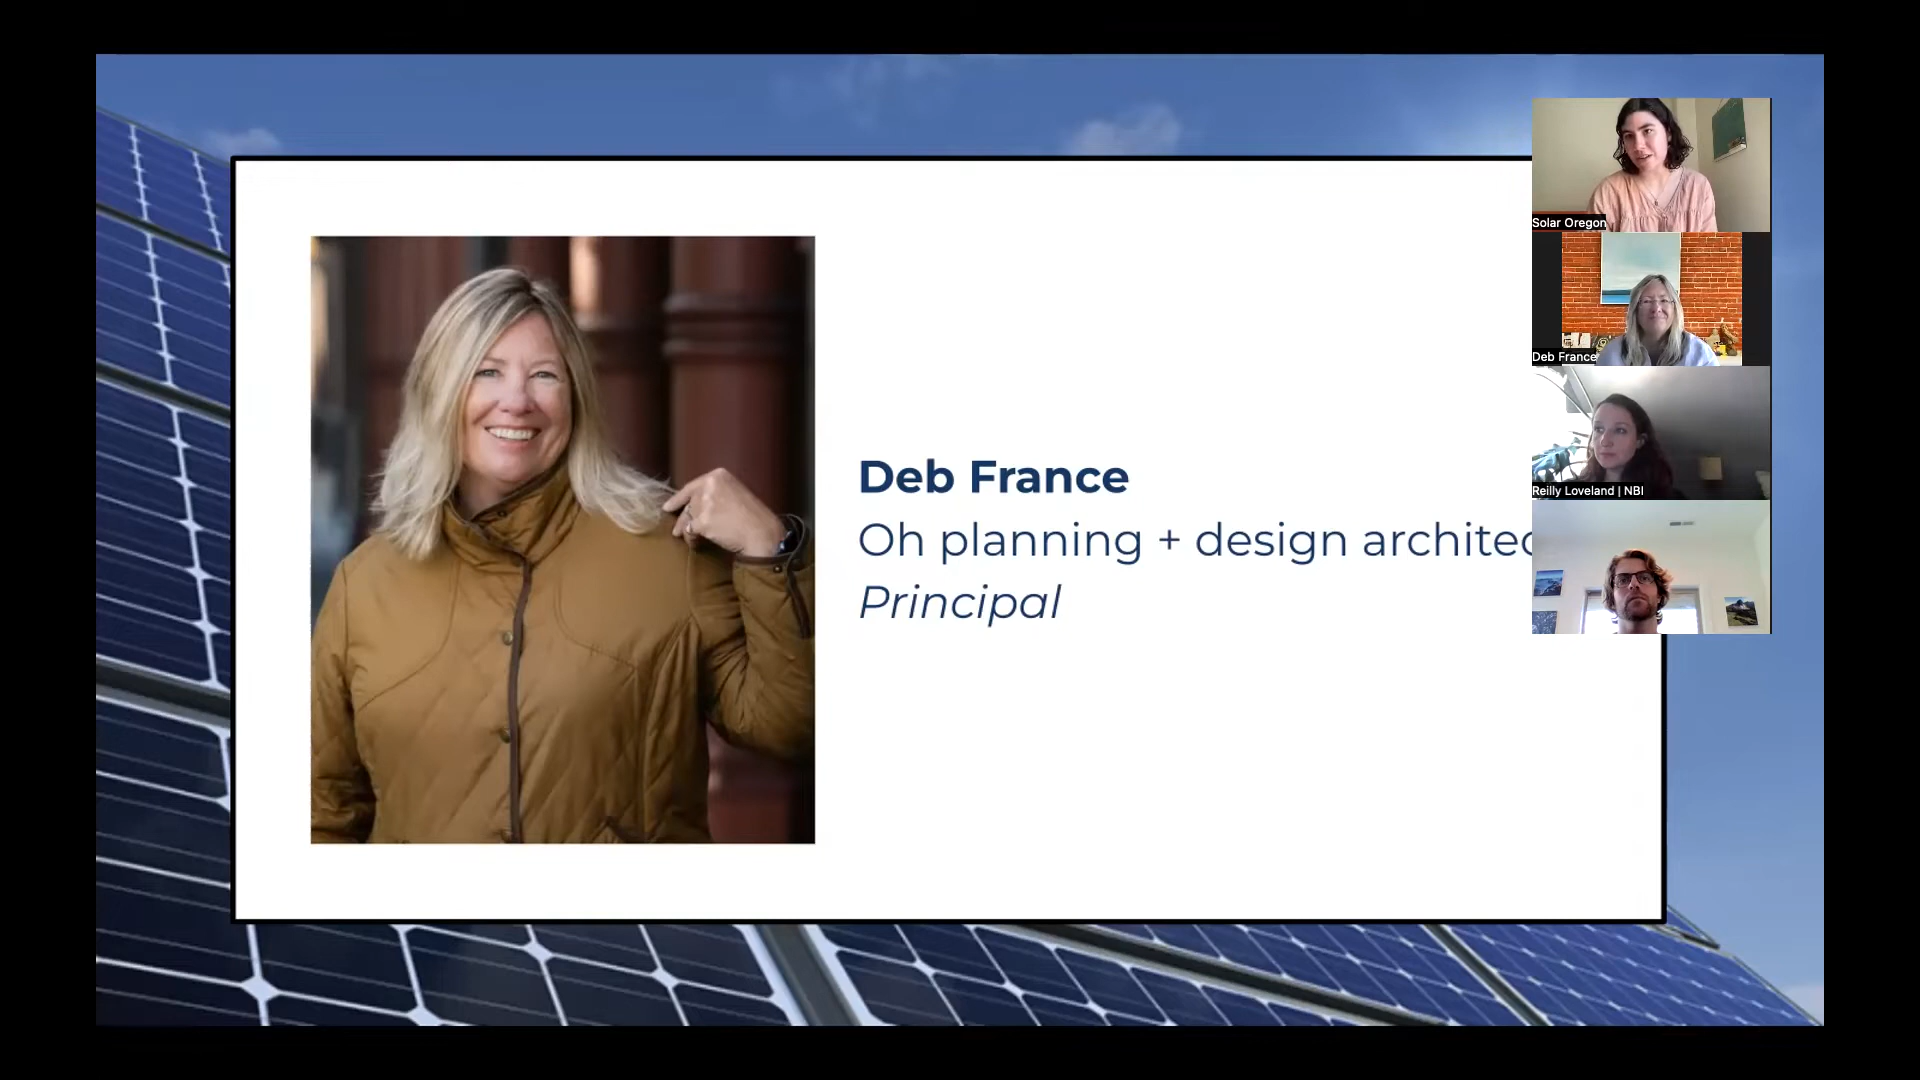 Deb France
Oh planning + design architec
Principal
Solar Oregon
Deb France
Reilly Loveland | NBI